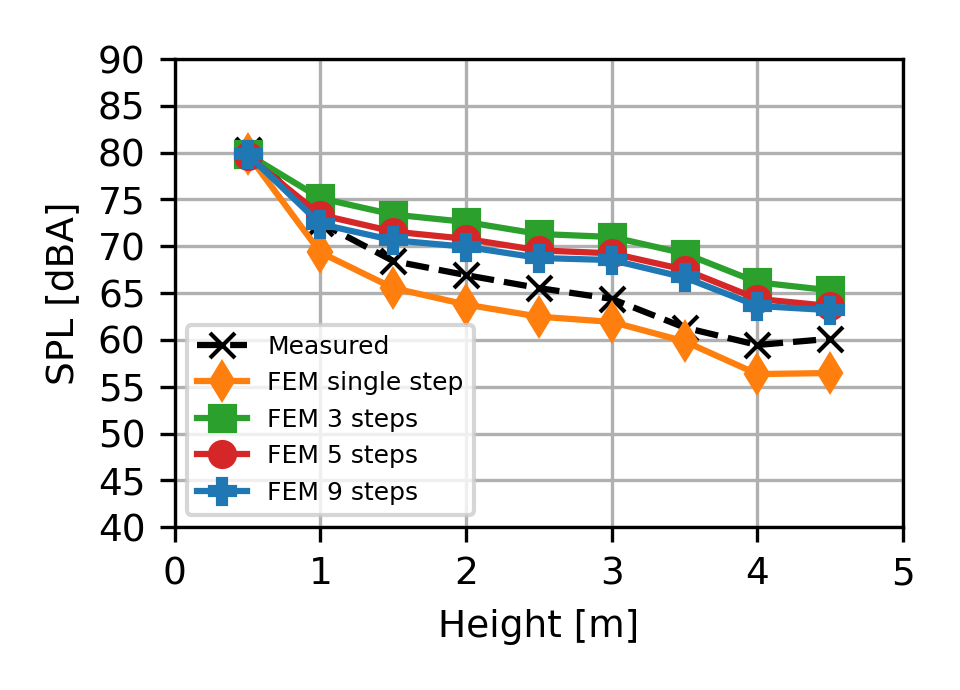 90
85
80
75
70
65
60
55
50
45
40
SPL [dBA]
Measured
FEM single step
FEM 3 steps
FEM 5 steps
FEM 9 steps
0 1 2 3 4 5
Height [m]